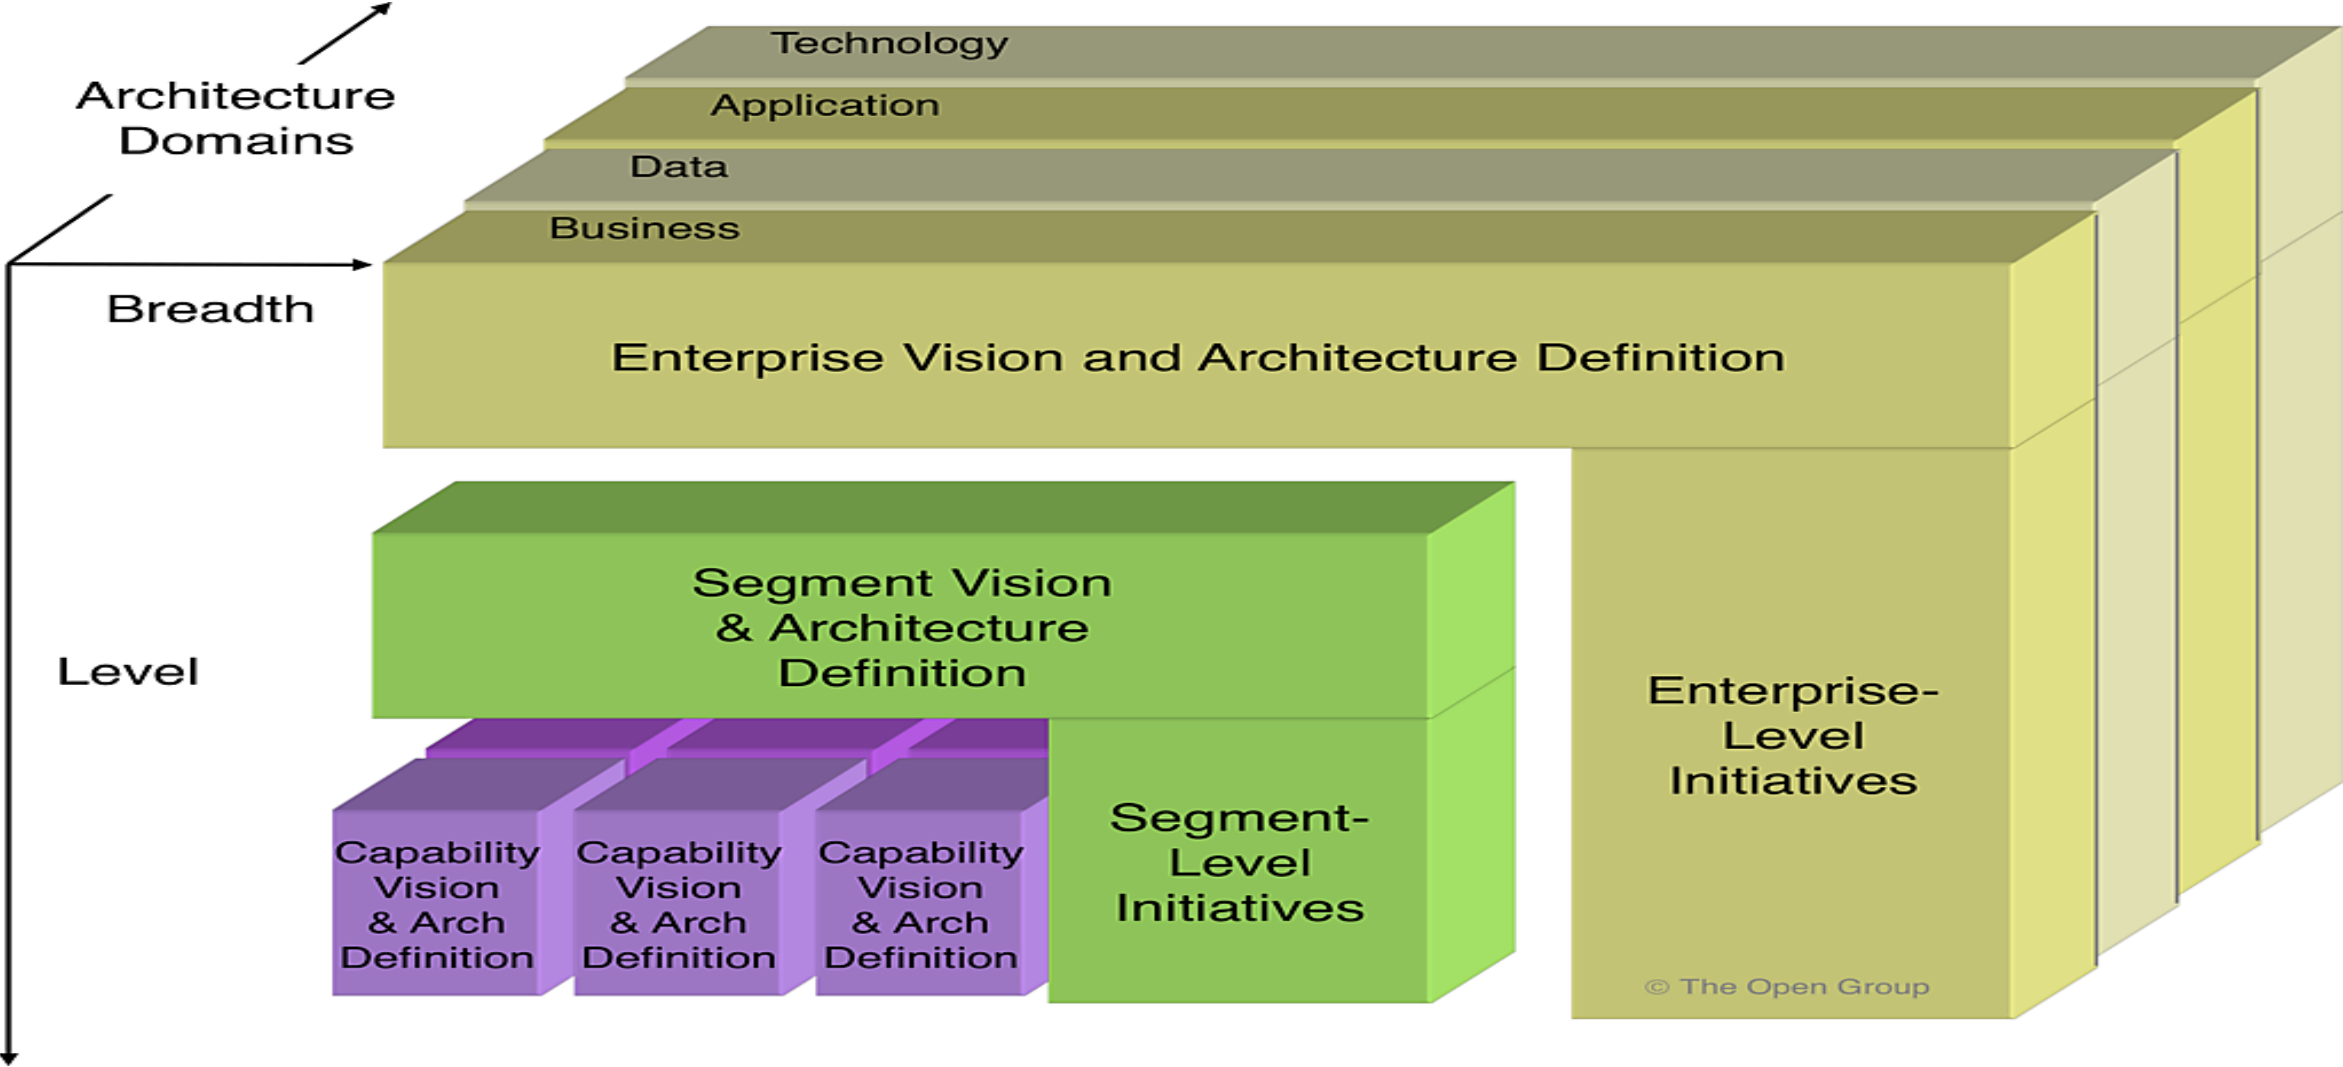 Technology
Architecture
Domains
Application
Data
Business
Breadth
Enterprise Vision and Architecture Definition
Segment Vision
& Architecture
Definition
Level
Enterprise-
Level
Initiatives
Segment-
Level
Initiatives
Capability
Vision
& Arch
Definition
Capability
Vision
& Arch
Definition
Capability
Vision
& Arch
Definition
© The Open Group